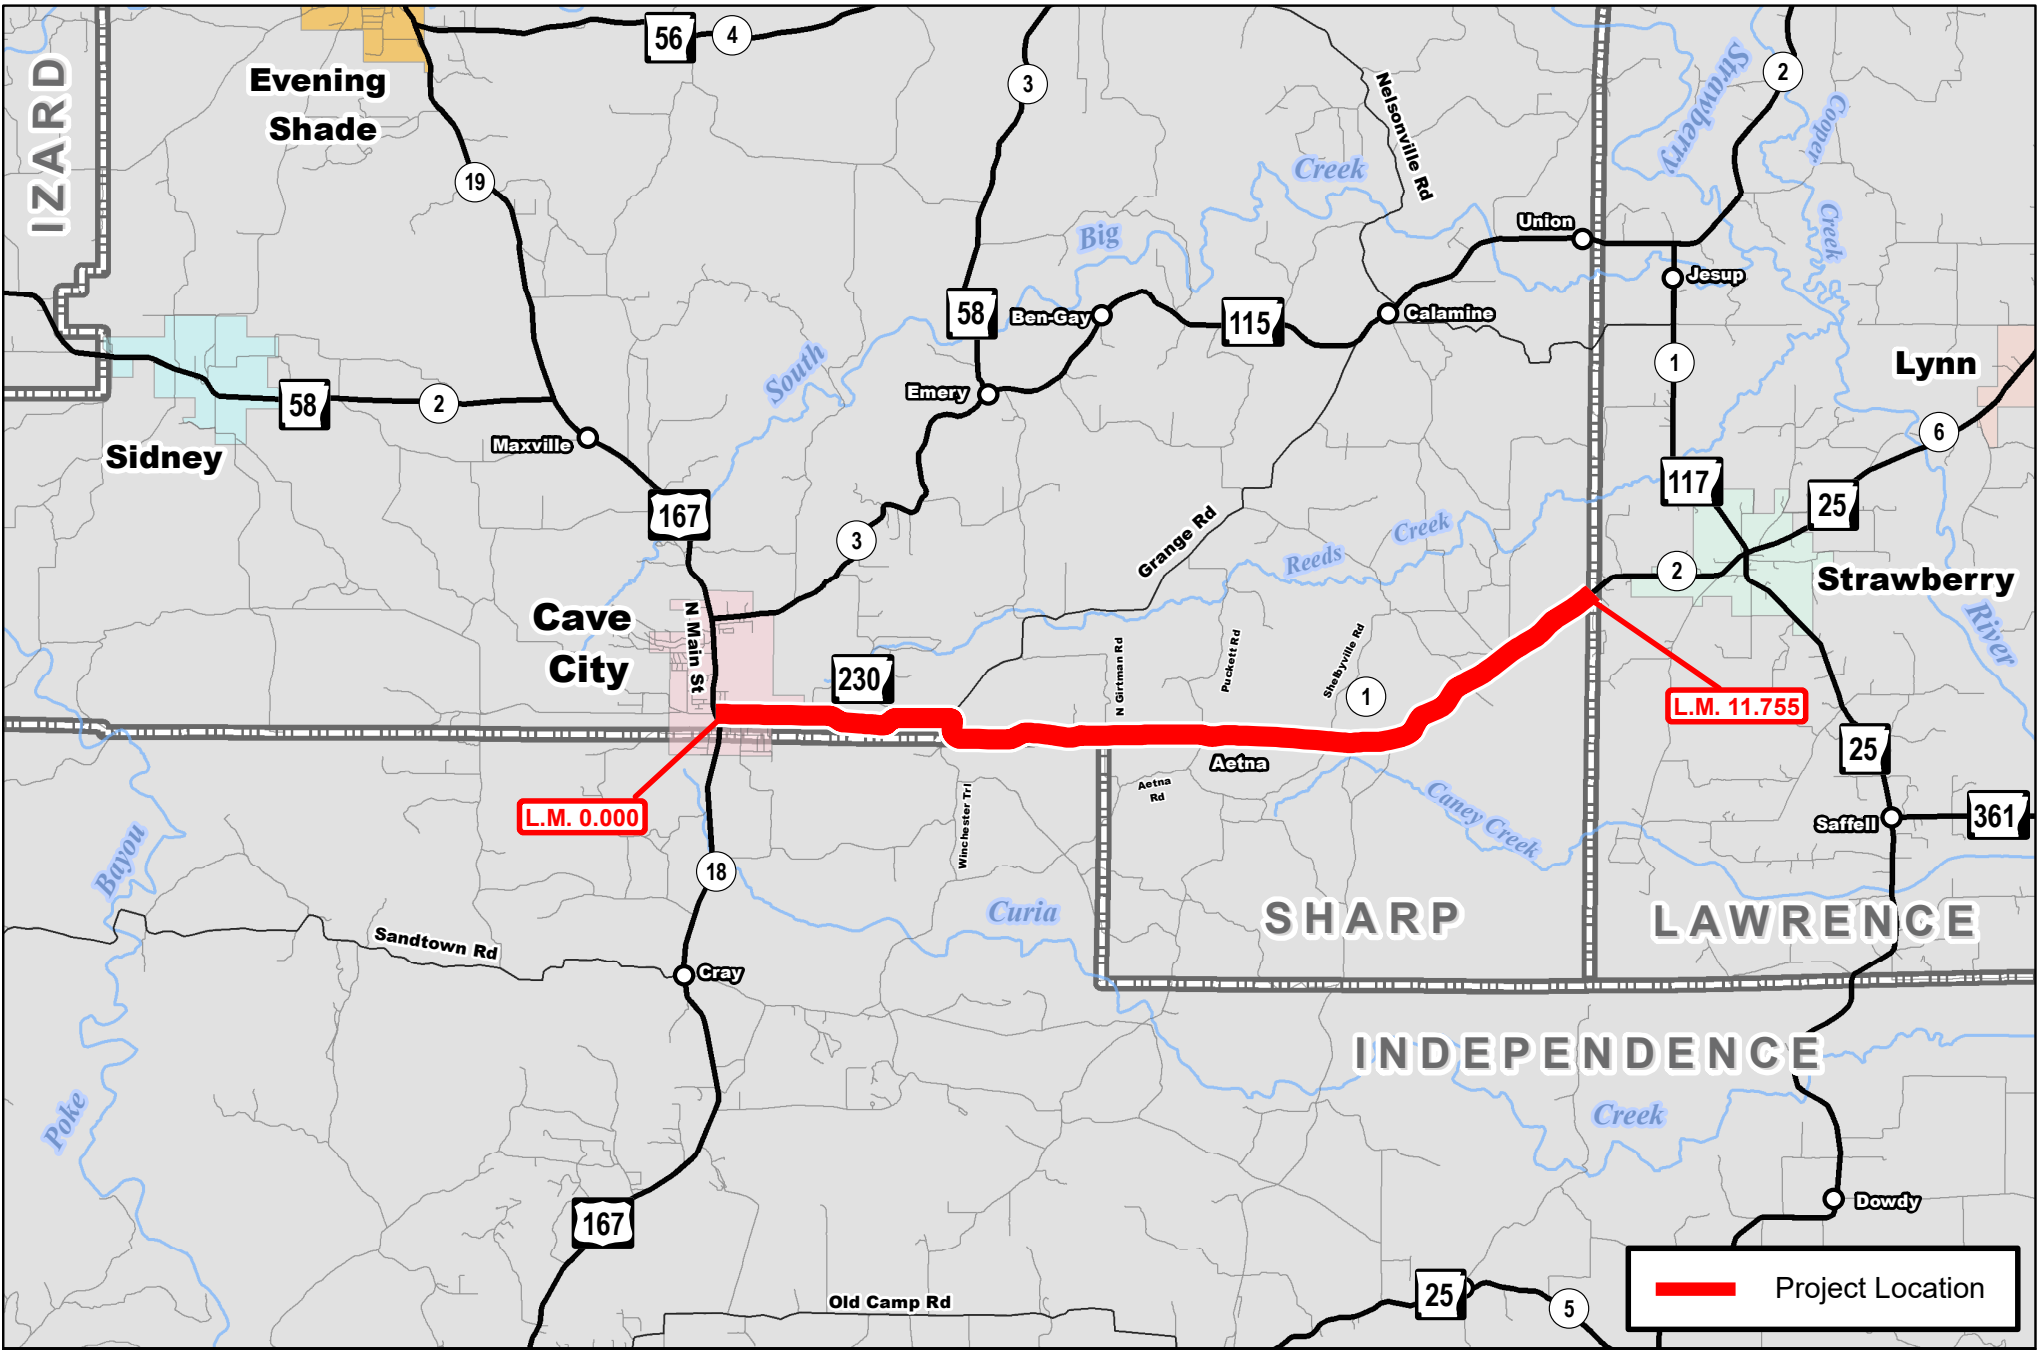 56
4
IZARD
Evening
Shade
3
2
Strawberry
Cooper
Creek
Nelsonville Rd
Creek
19
Big
Union
Jesup
58
Ben-Gay
115
Calamine
South
1
Lynn
Emery
58
2
6
Maxville
Sidney
167
117
25
3
Grange Rd
Creek
Reeds
2
Strawberry
River
Cave
City
N Main St
230
N Girtman Rd
Puckett Rd
Shelbyville Rd
1
L.M. 11.755
25
Aetna
Aetna
Rd
L.M. 0.000
Winchester Trl
Caney Creek
Saffell
361
Bayou
18
Curia
SHARP
LAWRENCE
Sandtown Rd
Cray
INDEPENDENCE
Poke
Creek
Dowdy
167
Old Camp Rd
25
5
Project Location